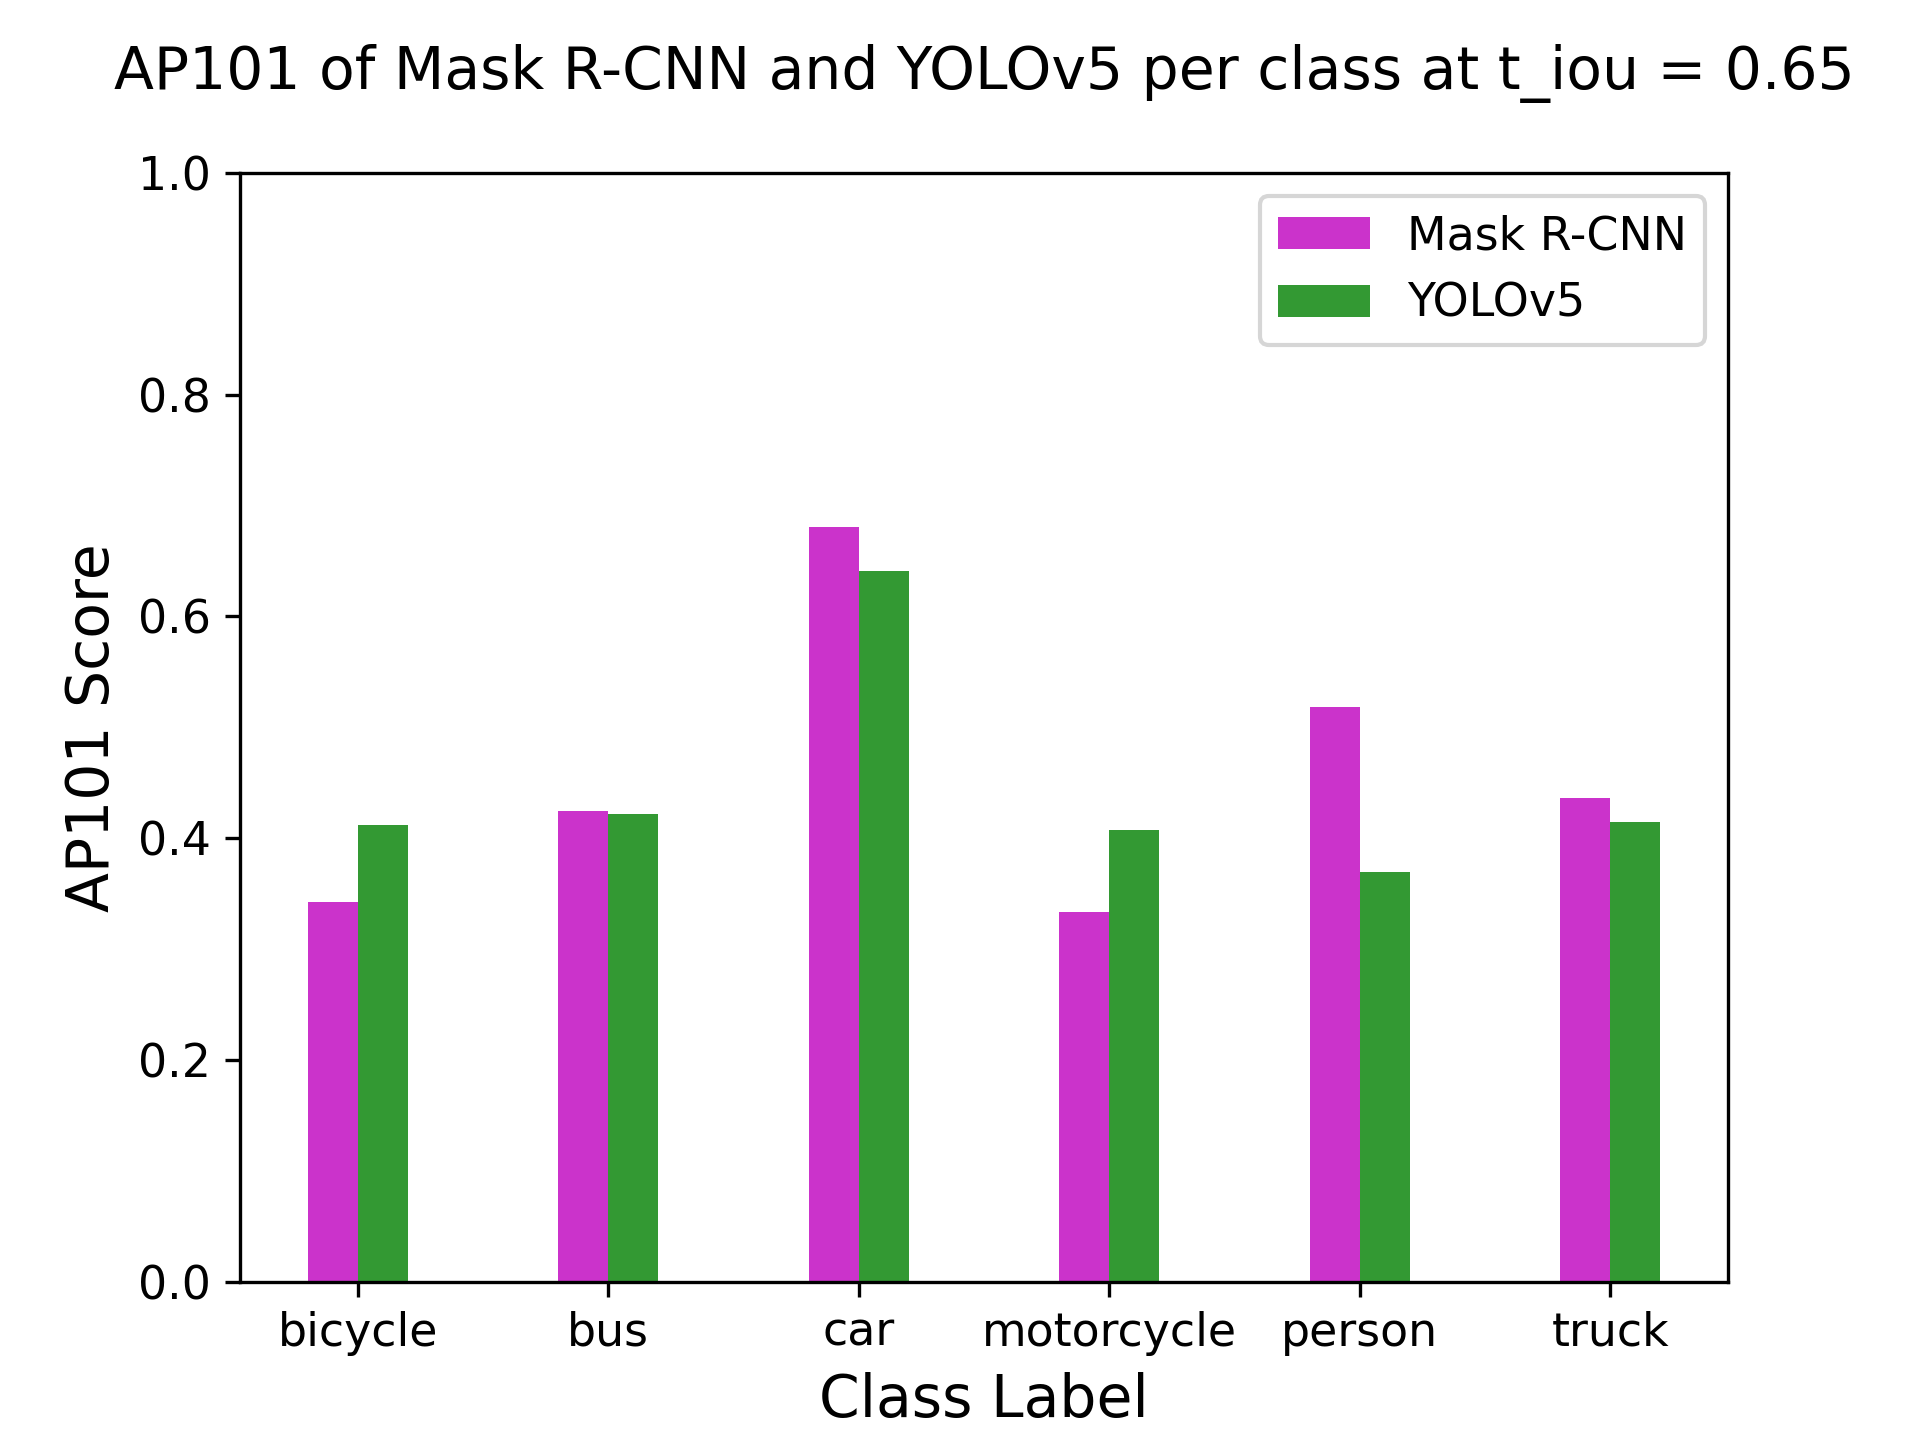 AP101 of Mask R-CNN and YOLOv5 per class at t_iou = 0.65
Mask R-CNN
YOLOv5
1.0
0.8
0.6
0.4
0.2
0.0
AP101 Score
bicycle bus car motorcycle person truck
Class Label